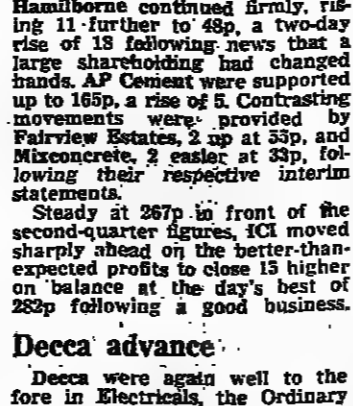 Hamilborne continued firmly, ris-
ing 11 further to 48p, a two-day
rise of 18 following news that a
large shareholding had changed
hands. AP Cement were supported
up to 165p, a rise of 5. Contrasting
movements were provided by
Fairview Estates, 2 up at 55p, and
Mixconcrete, 2 easier at 33p, fol-
lowing their respective interim
statements.
Steady at 267p in front of the
second-quarter figures, ICI moved
sharply ahead on the better-than-
expected profits to close 15 higher
on balance at the day's best of
282p following a good business.
Decca advance
Decca were again well to the
fore in Electricals, the Ordinary